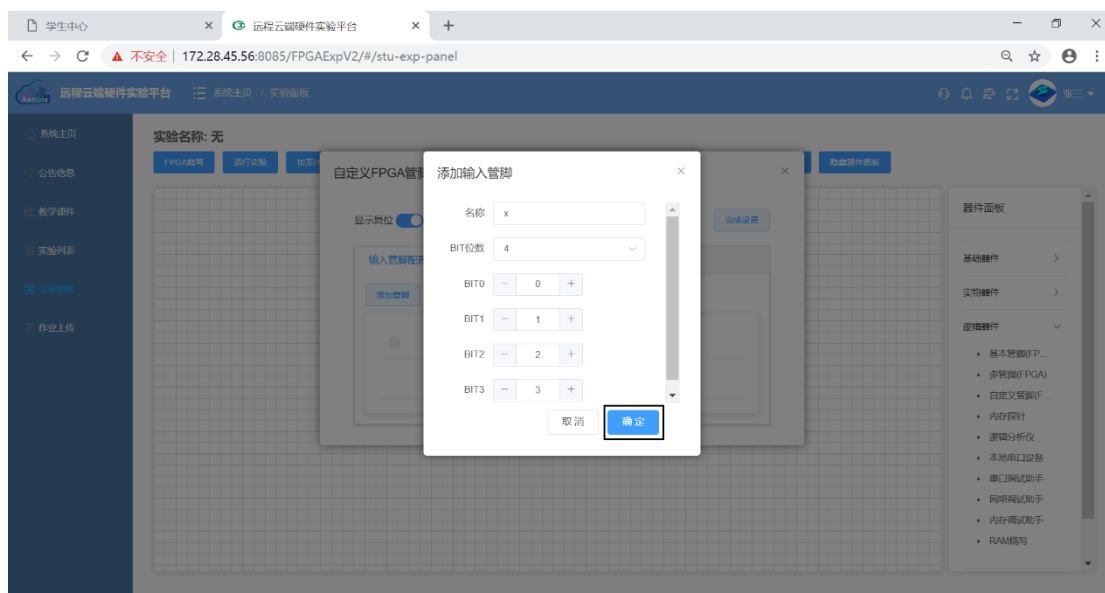 学生中心
远程云端硬件实验平台
不安全 | 172.28.45.56:8085/FPGAExpV2/#/stu-exp-panel
Remote 远程云端硬件实验平台 系统主页 / 实验面板 张三
系统主页
公告信息
教学课件
实验列表
实验面板
作业上传
实验名称: 无
FPGA烧写 运行实验 隐藏器件面板
自定义FPGA管脚
显示复位 完成设置
输入管脚配置
添加管脚
添加输入管脚
名称 x
BIT位数 4
BIT0 − 0 +
BIT1 − 1 +
BIT2 − 2 +
BIT3 − 3 +
取消 确定
器件面板
基础器件
实物器件
逻辑器件
基本管脚(FP...
多管脚(FPGA)
自定义管脚(F...
内存探针
逻辑分析仪
本地串口设备
串口调试助手
网络调试助手
内存调试助手
RAM烧写